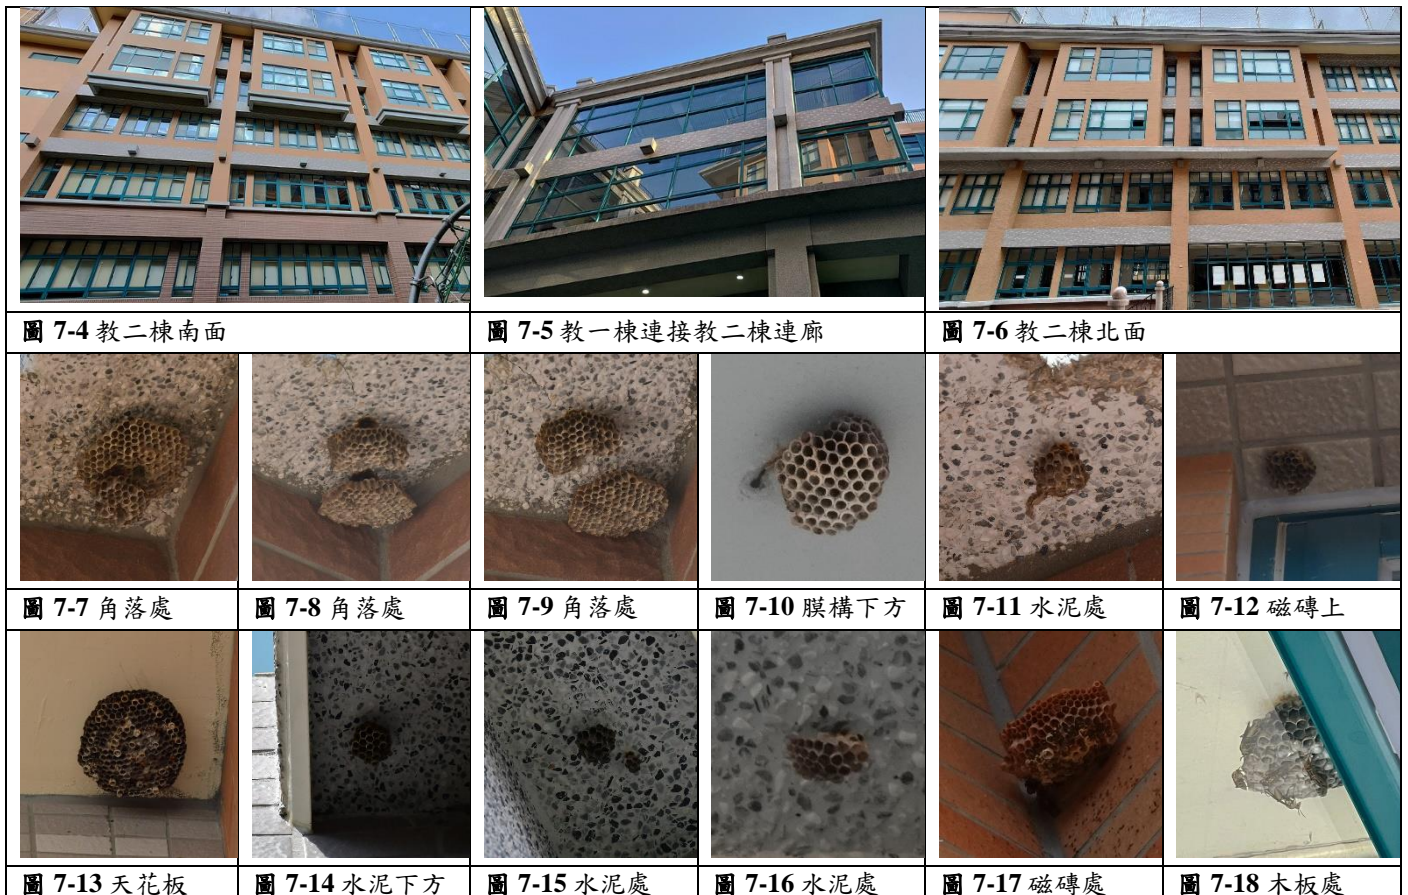 圖 7-4 教二棟南面
圖 7-5 教一棟連接教二棟連廊
圖 7-6 教二棟北面
圖 7-7 角落處
圖 7-8 角落處
圖 7-9 角落處
圖 7-10 膜構下方
圖 7-11 水泥處
圖 7-12 磁磚上
圖 7-13 天花板
圖 7-14 水泥下方
圖 7-15 水泥處
圖 7-16 水泥處
圖 7-17 磁磚處
圖 7-18 木板處